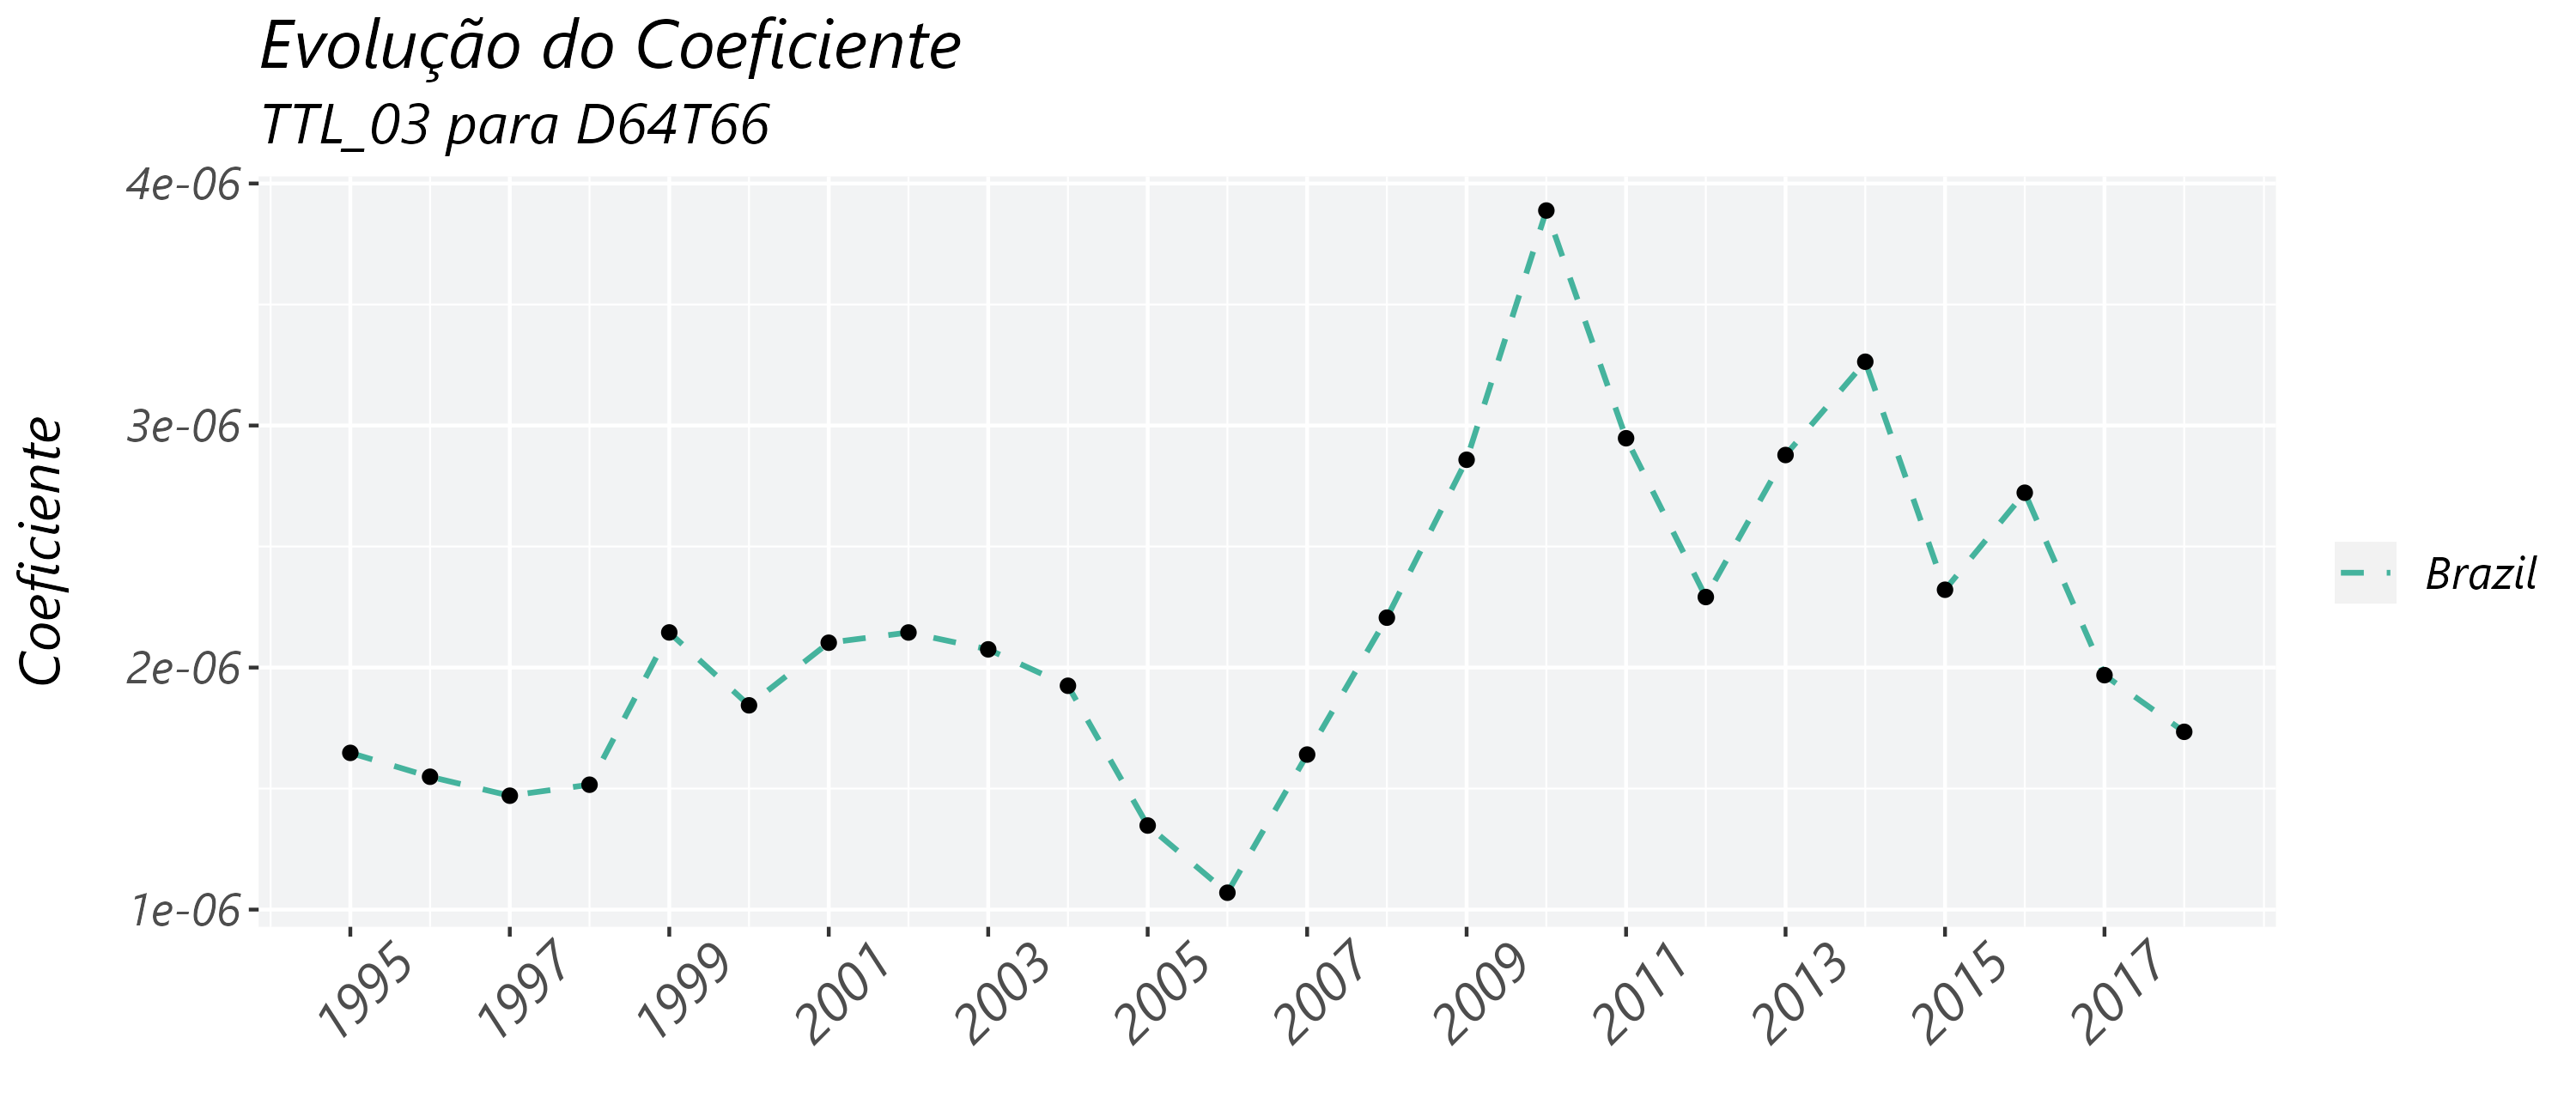 Evolução do Coeficiente
TTL_03 para D64T66
Coeficiente
4e-06
3e-06
2e-06
1e-06
1995
1997
1999
2001
2003
2005
2007
2009
2011
2013
2015
2017
Brazil